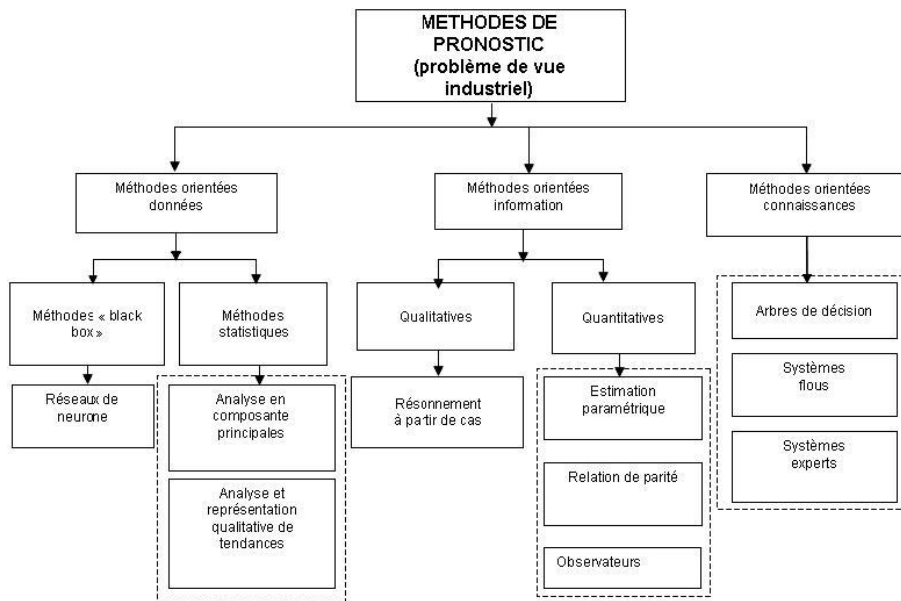 METHODES DE
PRONOSTIC
(problème de vue
industriel)
Méthodes orientées
données
Méthodes orientées
information
Méthodes orientées
connaissances
Méthodes « black
box »
Méthodes
statistiques
Qualitatives
Quantitatives
Arbres de décision
Réseaux de
neurone
Analyse en
composante
principales
Résonnement
à partir de cas
Estimation
paramétrique
Systèmes
flous
Analyse et
représentation
qualitative de
tendances
Relation de parité
Systèmes
experts
Observateurs